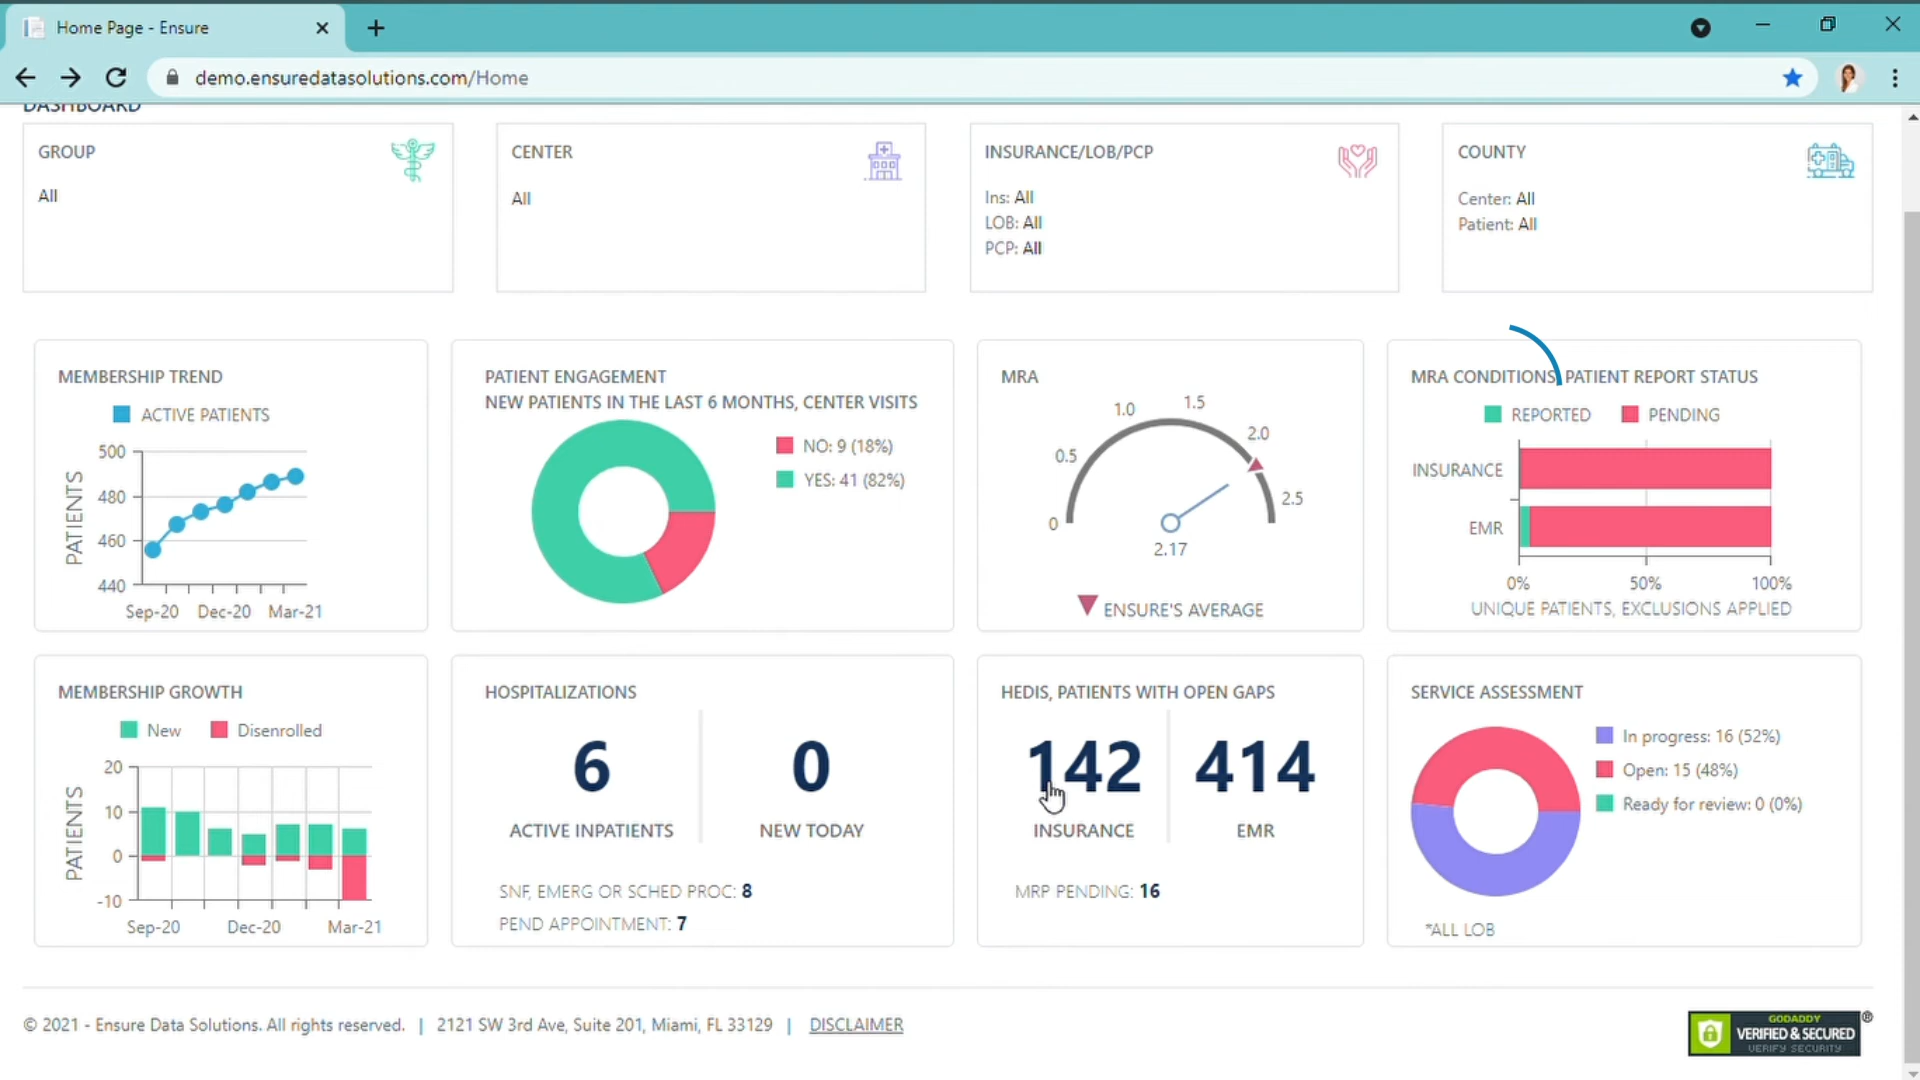 Home Page - Ensure
demo.ensuredatasolutions.com/Home
DASHBOARD
GROUP
All
CENTER
All
INSURANCE/LOB/PCP
Ins: All
LOB: All
PCP: All
COUNTY
Center: All
Patient: All
MEMBERSHIP TREND
ACTIVE PATIENTS
PATIENTS
500
480
460
440
Sep-20 Dec-20 Mar-21
PATIENT ENGAGEMENT
NEW PATIENTS IN THE LAST 6 MONTHS, CENTER VISITS
NO: 9 (18%)
YES: 41 (82%)
MRA
0
0.5
1.0
1.5
2.0
2.5
2.17
ENSURE'S AVERAGE
MRA CONDITIONS, PATIENT REPORT STATUS
REPORTED PENDING
INSURANCE
EMR
0% 50% 100%
UNIQUE PATIENTS, EXCLUSIONS APPLIED
MEMBERSHIP GROWTH
New Disenrolled
PATIENTS
20
10
0
-10
Sep-20 Dec-20 Mar-21
HOSPITALIZATIONS
6 0
ACTIVE INPATIENTS NEW TODAY
SNF, EMERG OR SCHED PROC: 8
PEND APPOINTMENT: 7
HEDIS, PATIENTS WITH OPEN GAPS
142 414
INSURANCE EMR
MRP PENDING: 16
SERVICE ASSESSMENT
In progress: 16 (52%)
Open: 15 (48%)
Ready for review: 0 (0%)
*ALL LOB
© 2021 - Ensure Data Solutions. All rights reserved. | 2121 SW 3rd Ave, Suite 201, Miami, FL 33129 | DISCLAIMER
GODADDY
VERIFIED & SECURED
VERIFY SECURITY
®